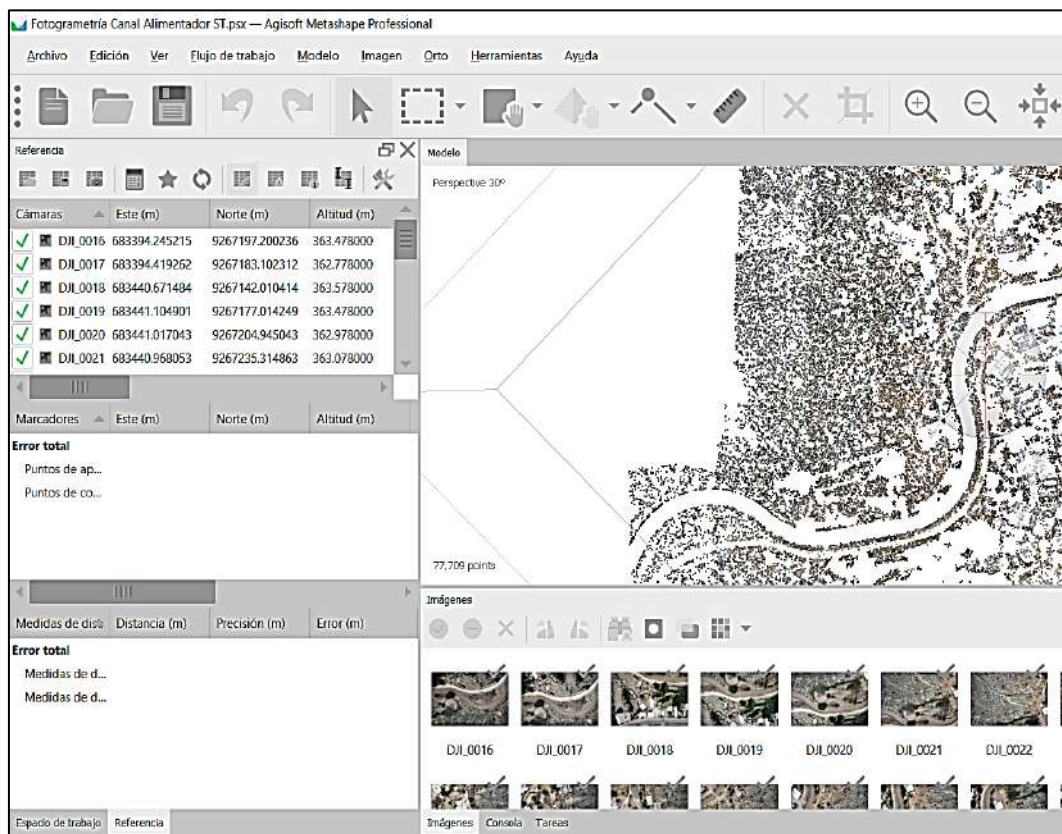 Fotogrametría Canal Alimentador ST.psx — Agisoft Metashape Professional
Archivo Edición Ver Flujo de trabajo Modelo Imagen Orto Herramientas Ayuda
Referencia
Cámaras Este (m) Norte (m) Altitud (m)
DJI_0016 683394.245215 9267197.200236 363.478000
DJI_0017 683394.419262 9267183.102312 362.778000
DJI_0018 683440.671484 9267142.010414 363.578000
DJI_0019 683441.104901 9267177.014249 363.478000
DJI_0020 683441.017043 9267204.945043 362.978000
DJI_0021 683440.968053 9267235.314863 363.078000
Marcadores Este (m) Norte (m) Altitud (m)
Error total
Puntos de ap...
Puntos de co...
Medidas de dist Distancia (m) Precisión (m) Error (m)
Error total
Medidas de d...
Medidas de d...
Espacio de trabajo Referencia
Modelo
Perspective 30°
77,709 points
Imágenes
DJI_0016 DJI_0017 DJI_0018 DJI_0019 DJI_0020 DJI_0021 DJI_0022
Imágenes Consola Tareas